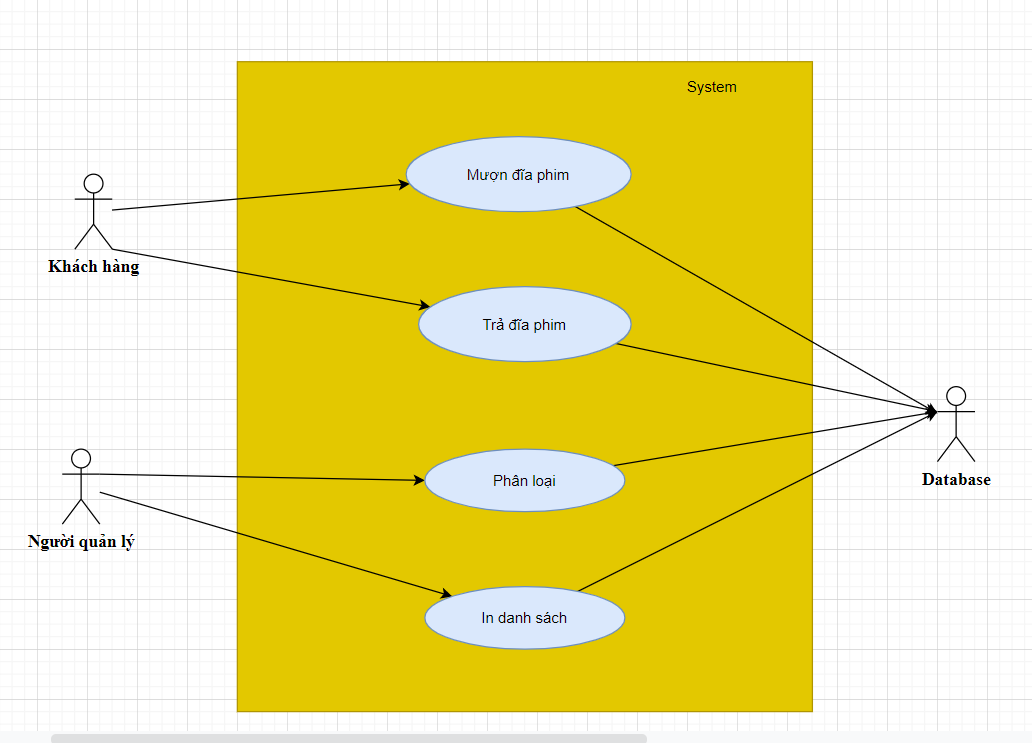 System
Mượn đĩa phim
Khách hàng
Trả đĩa phim
Database
Phân loại
Người quản lý
In danh sách